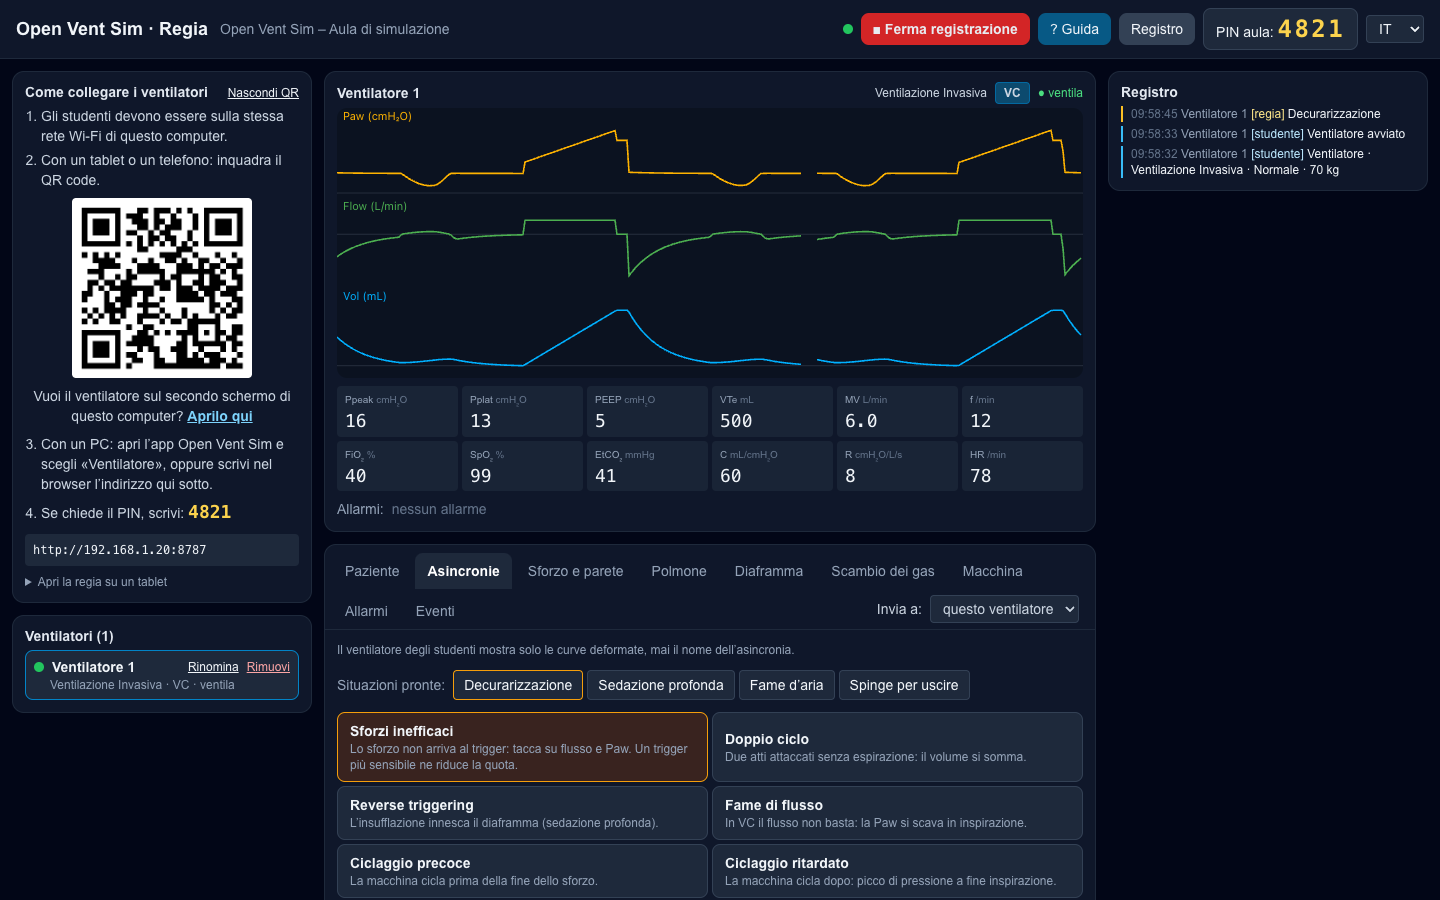 Open Vent Sim · Regia
Open Vent Sim – Aula di simulazione
■ Ferma registrazione
? Guida
Registro
PIN aula: 4821
IT
Come collegare i ventilatori
Nascondi QR
1. Gli studenti devono essere sulla stessa
rete Wi-Fi di questo computer.
2. Con un tablet o un telefono: inquadra il
QR code.
Vuoi il ventilatore sul secondo schermo di
questo computer? Aprilo qui
3. Con un PC: apri l'app Open Vent Sim e
scegli «Ventilatore», oppure scrivi nel
browser l'indirizzo qui sotto.
4. Se chiede il PIN, scrivi: 4821
http://192.168.1.20:8787
▶ Apri la regia su un tablet
Ventilatori (1)
Ventilatore 1
Rinomina
Rimuovi
Ventilazione Invasiva · VC · ventila
Ventilatore 1
Ventilazione Invasiva
VC
● ventila
Paw (cmH₂O)
Flow (L/min)
Vol (mL)
Ppeak cmH₂O
16
Pplat cmH₂O
13
PEEP cmH₂O
5
VTe mL
500
MV L/min
6.0
f /min
12
FiO₂ %
40
SpO₂ %
99
EtCO₂ mmHg
41
C mL/cmH₂O
60
R cmH₂O/L/s
8
HR /min
78
Allarmi: nessun allarme
Paziente
Asincronie
Sforzo e parete
Polmone
Diaframma
Scambio dei gas
Macchina
Allarmi
Eventi
Invia a:
questo ventilatore
Il ventilatore degli studenti mostra solo le curve deformate, mai il nome dell'asincronia.
Situazioni pronte:
Decurarizzazione
Sedazione profonda
Fame d'aria
Spinge per uscire
Sforzi inefficaci
Lo sforzo non arriva al trigger: tacca su flusso e Paw. Un trigger
più sensibile ne riduce la quota.
Doppio ciclo
Due atti attaccati senza espirazione: il volume si somma.
Reverse triggering
L'insufflazione innesca il diaframma (sedazione profonda).
Fame di flusso
In VC il flusso non basta: la Paw si scava in inspirazione.
Ciclaggio precoce
La macchina cicla prima della fine dello sforzo.
Ciclaggio ritardato
La macchina cicla dopo: picco di pressione a fine inspirazione.
Registro
09:58:45 Ventilatore 1 [regia] Decurarizzazione
09:58:33 Ventilatore 1 [studente] Ventilatore avviato
09:58:32 Ventilatore 1 [studente] Ventilatore ·
Ventilazione Invasiva · Normale · 70 kg